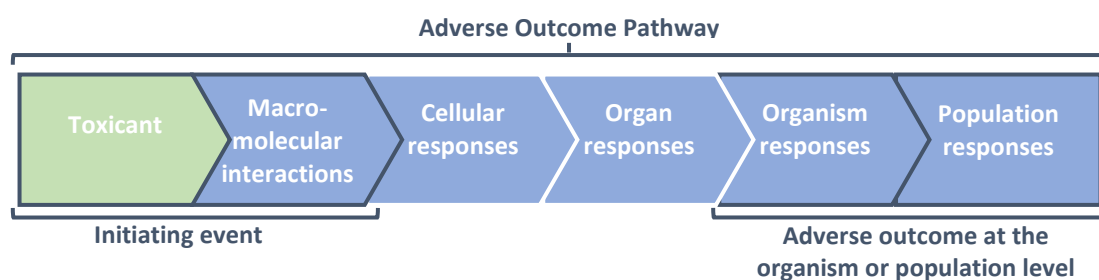 Adverse Outcome Pathway
Toxicant
Macro-
molecular
interactions
Cellular
responses
Organ
responses
Organism
responses
Population
responses
Initiating event
Adverse outcome at the
organism or population level